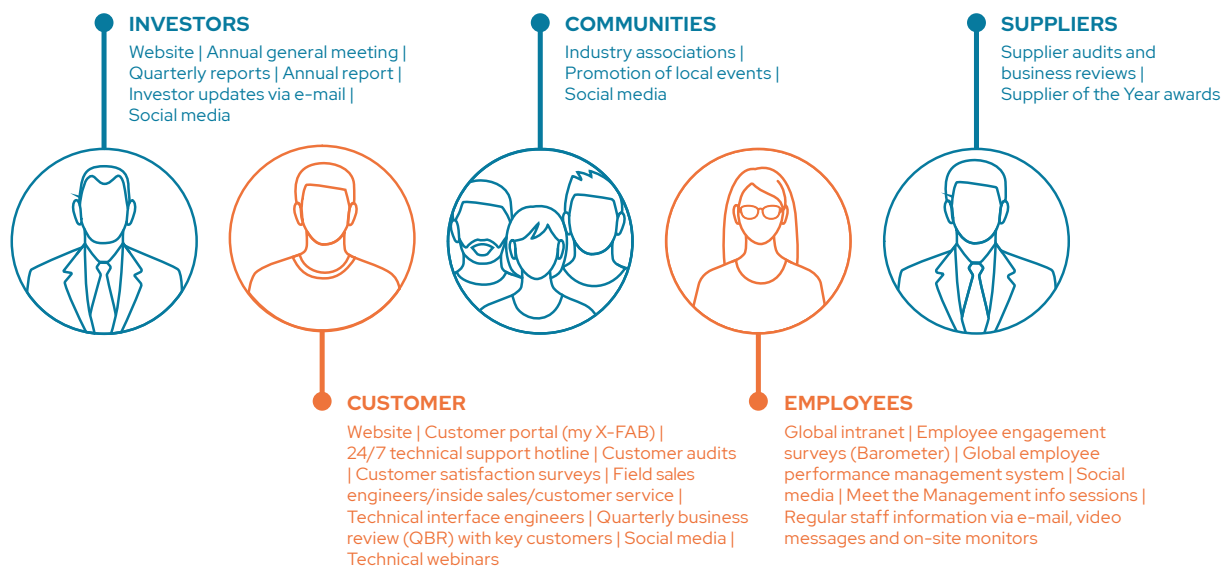 INVESTORS
Website | Annual general meeting |
Quarterly reports | Annual report |
Investor updates via e-mail |
Social media
COMMUNITIES
Industry associations |
Promotion of local events |
Social media
SUPPLIERS
Supplier audits and
business reviews |
Supplier of the Year awards
CUSTOMER
Website | Customer portal (my X-FAB) |
24/7 technical support hotline | Customer audits
| Customer satisfaction surveys | Field sales
engineers/inside sales/customer service |
Technical interface engineers | Quarterly business
review (QBR) with key customers | Social media |
Technical webinars
EMPLOYEES
Global intranet | Employee engagement
surveys (Barometer) | Global employee
performance management system | Social
media | Meet the Management info sessions |
Regular staff information via e-mail, video
messages and on-site monitors